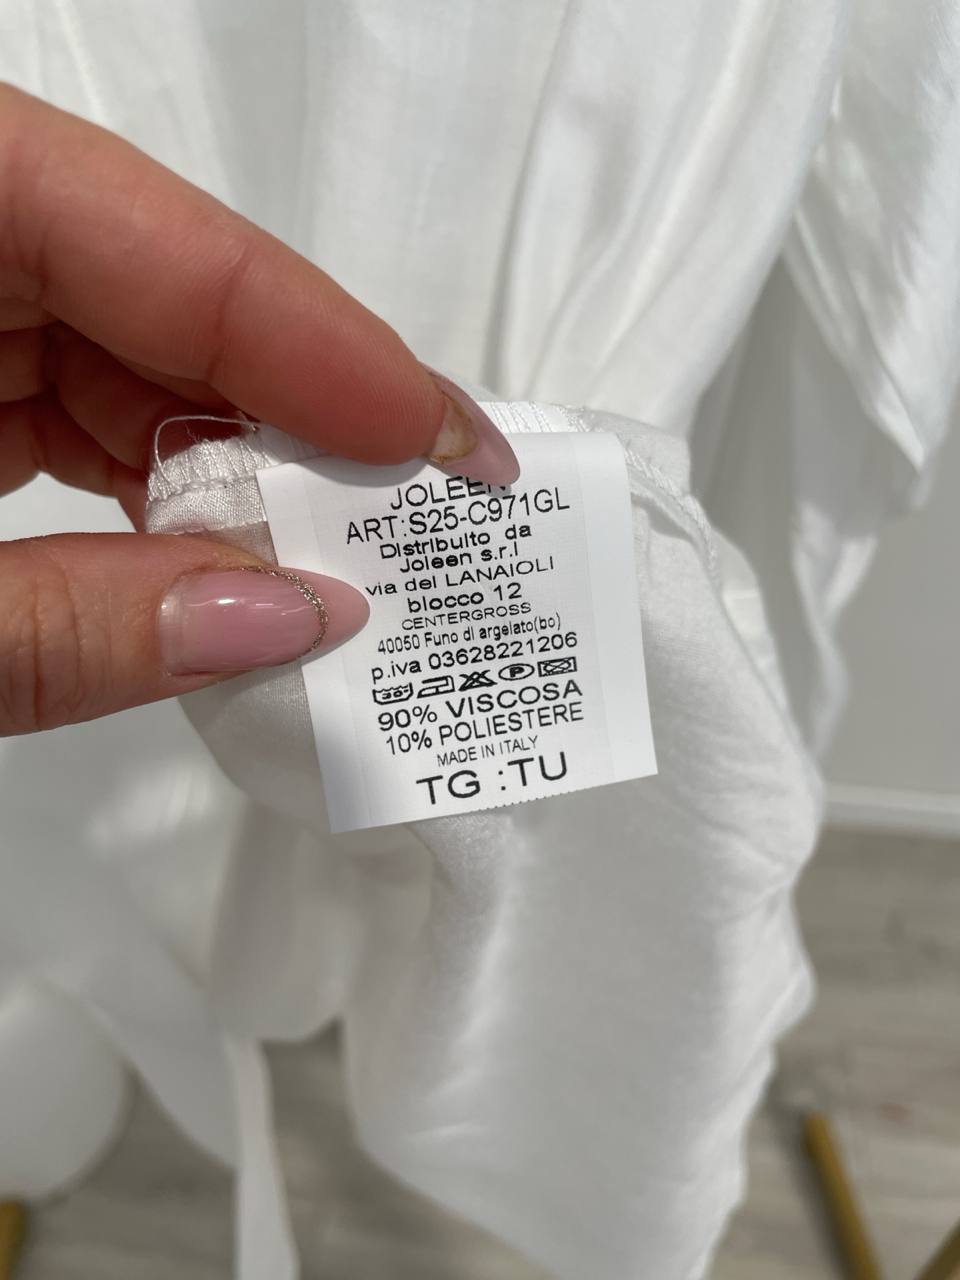 JOLEEN
ART:S25-C971GL
Distribuito da
Joleen s.r.l
via dei LANAIOLI
blocco 12
CENTERGROSS
40050 Funo di argelato(bo)
p.iva 03628221206
30°
P
90% VISCOSA
10% POLIESTERE
MADE IN ITALY
TG :TU